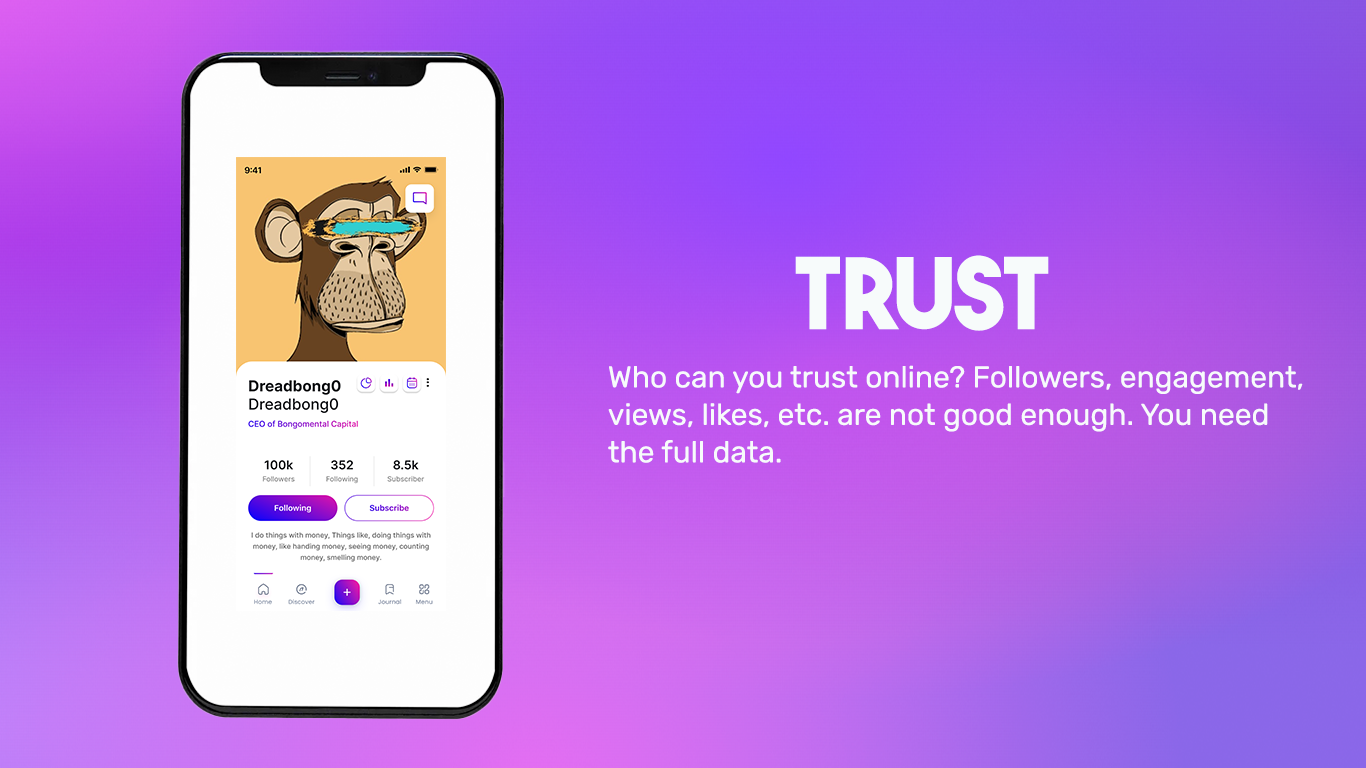 9:41
Dreadbong0
Dreadbong0
CEO of Bongomental Capital
100k
352
8.5k
Followers
Following
Subscriber
Following
Subscribe
I do things with money, Things like, doing things with
money, like handing money, seeing money, counting
money, smelling money.
Home
Discover
+
Journal
Menu
TRUST
Who can you trust online? Followers, engagement,
views, likes, etc. are not good enough. You need
the full data.